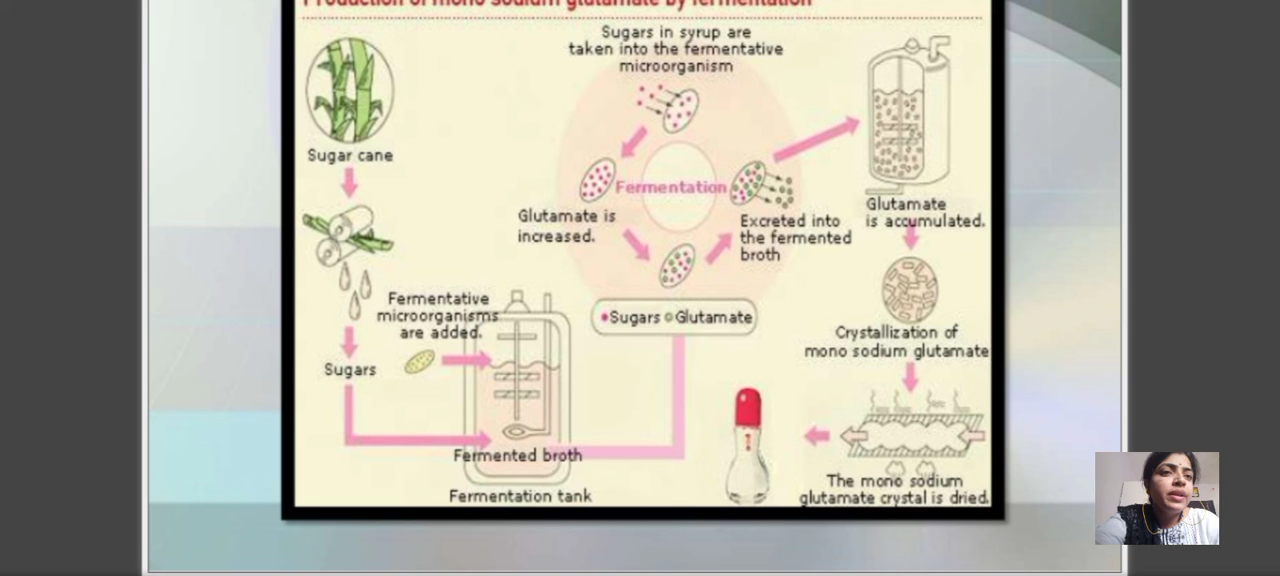 Production of mono sodium glutamate by fermentation
Sugars in syrup are
taken into the fermentative
microorganism
Sugar cane
Fermentation
Glutamate is
increased.
Excreted into
the fermented
broth
Glutamate
is accumulated.
Fermentative
microorganisms
are added.
Sugars
•Sugars Glutamate
Crystallization of
mono sodium glutamate
Fermented broth
Fermentation tank
The mono sodium
glutamate crystal is dried.